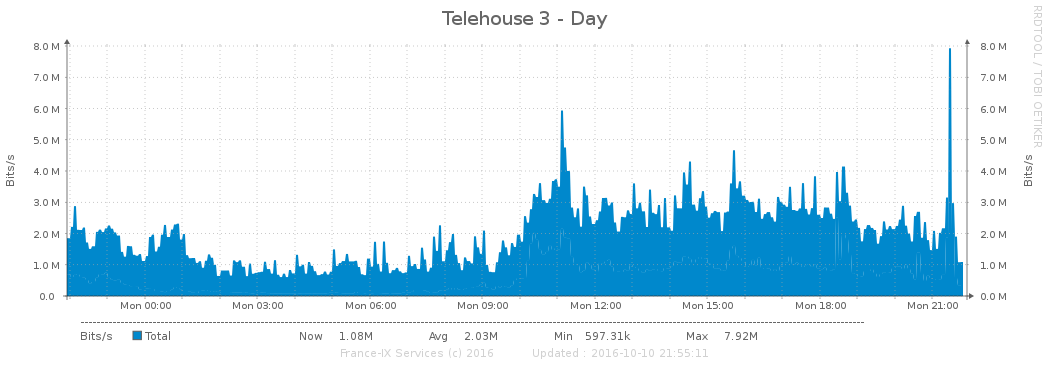 Telehouse 3 - Day
RRDTOOL / TOBI OETIKER
Bits/s
8.0 M 8.0 M
7.0 M 7.0 M
6.0 M 6.0 M
5.0 M 5.0 M
4.0 M 4.0 M
3.0 M 3.0 M
2.0 M 2.0 M
1.0 M 1.0 M
0.0 0.0 M
Bits/s
Mon 00:00 Mon 03:00 Mon 06:00 Mon 09:00 Mon 12:00 Mon 15:00 Mon 18:00 Mon 21:00
Bits/s Total Now 1.08M Avg 2.03M Min 597.31k Max 7.92M
France-IX Services (c) 2016 Updated : 2016-10-10 21:55:11